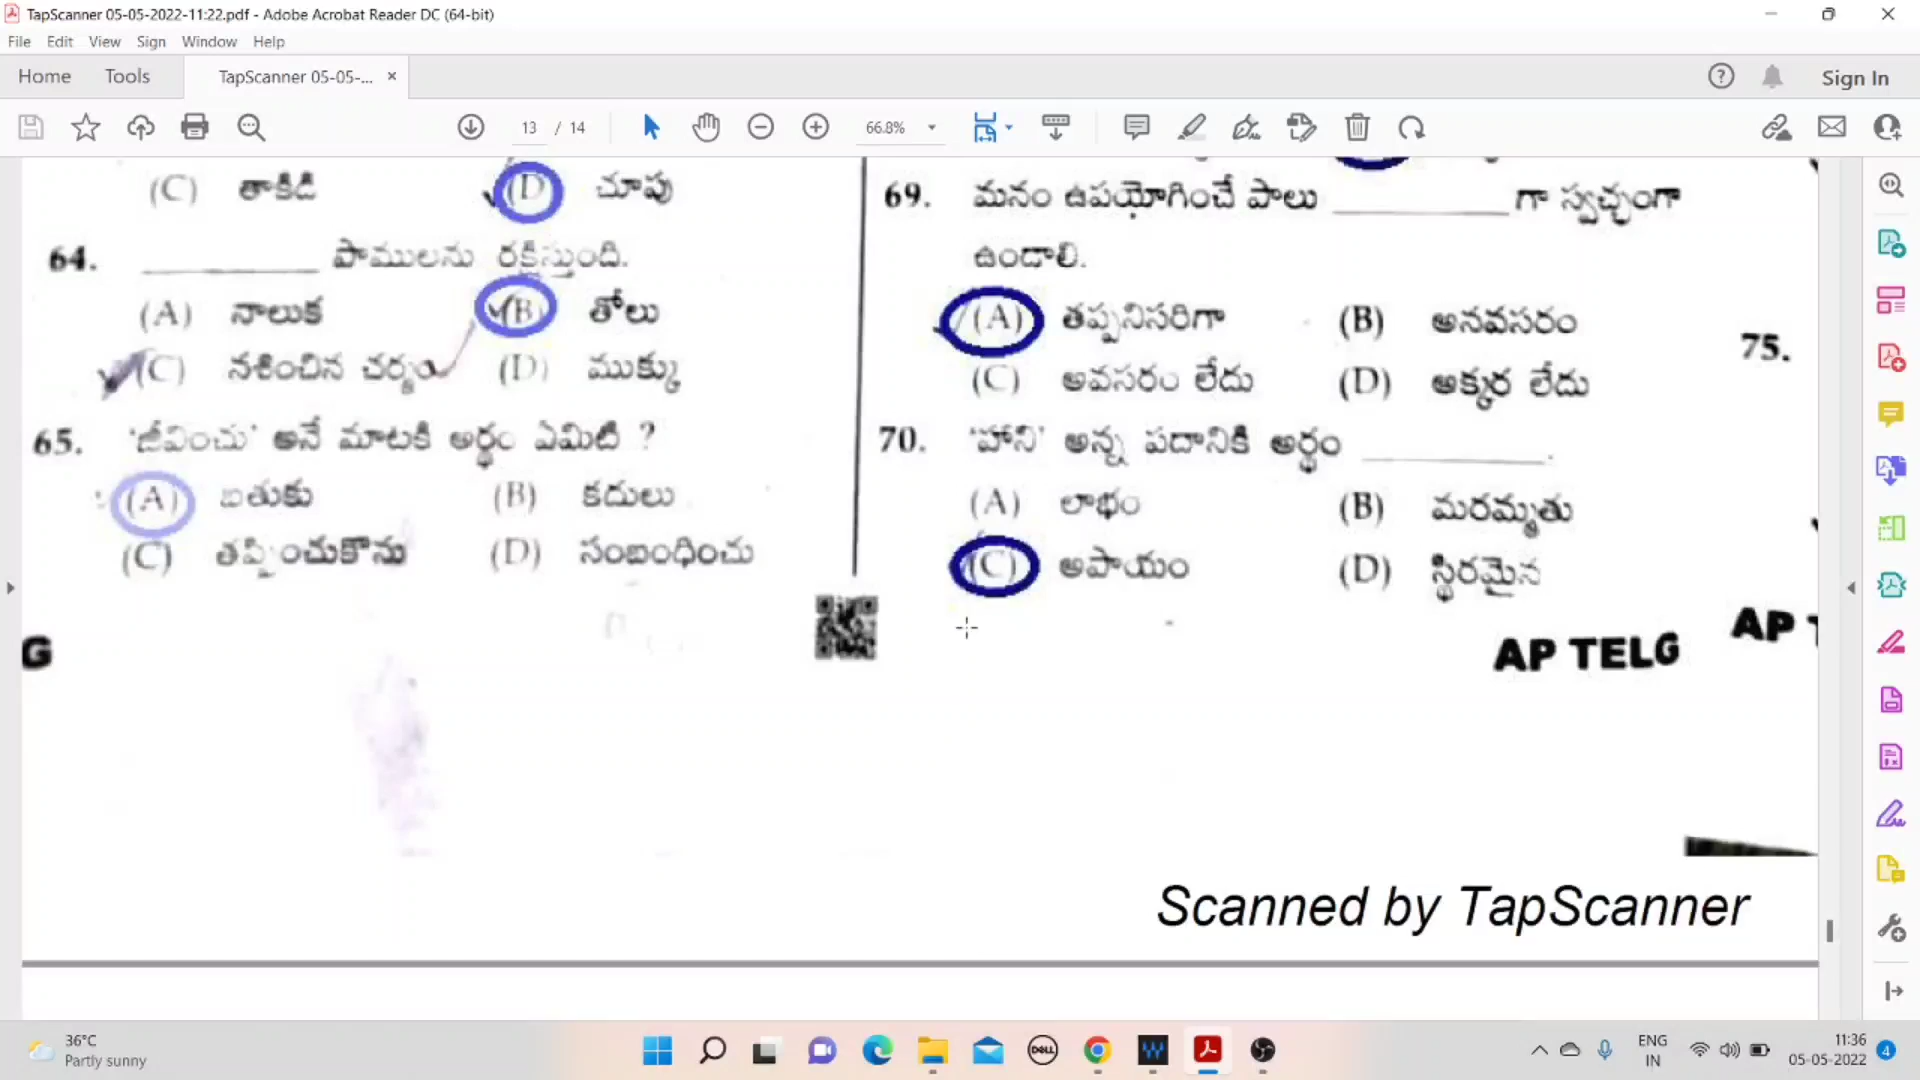 TapScanner 05-05-2022-11:22.pdf - Adobe Acrobat Reader DC (64-bit)
File Edit View Sign Window Help
Home Tools TapScanner 05-05-... × Sign In
13 / 14 66.8%
(C) తాకిడి (D) చూపు
64. ________ పాములను రక్షిస్తుంది.
(A) నాలుక (B) తోలు
(C) నశించిన చర్మం (D) ముక్కు
65. 'జీవించు' అనే మాటకి అర్థం ఏమిటి ?
(A) బతుకు (B) కదులు
(C) తప్పించుకొను (D) సంబంధించు
G
69. మనం ఉపయోగించే పాలు ________ గా స్వచ్ఛంగా
ఉండాలి.
(A) తప్పనిసరిగా (B) అనవసరం
(C) అవసరం లేదు (D) అక్కర లేదు
70. 'హాని' అన్న పదానికి అర్థం ________.
(A) లాభం (B) మరమ్మతు
(C) అపాయం (D) స్థిరమైన
AP TELG
75.
AP T
Scanned by TapScanner
36°C
Partly sunny
DELL
ENG
IN
11:36
05-05-2022
4